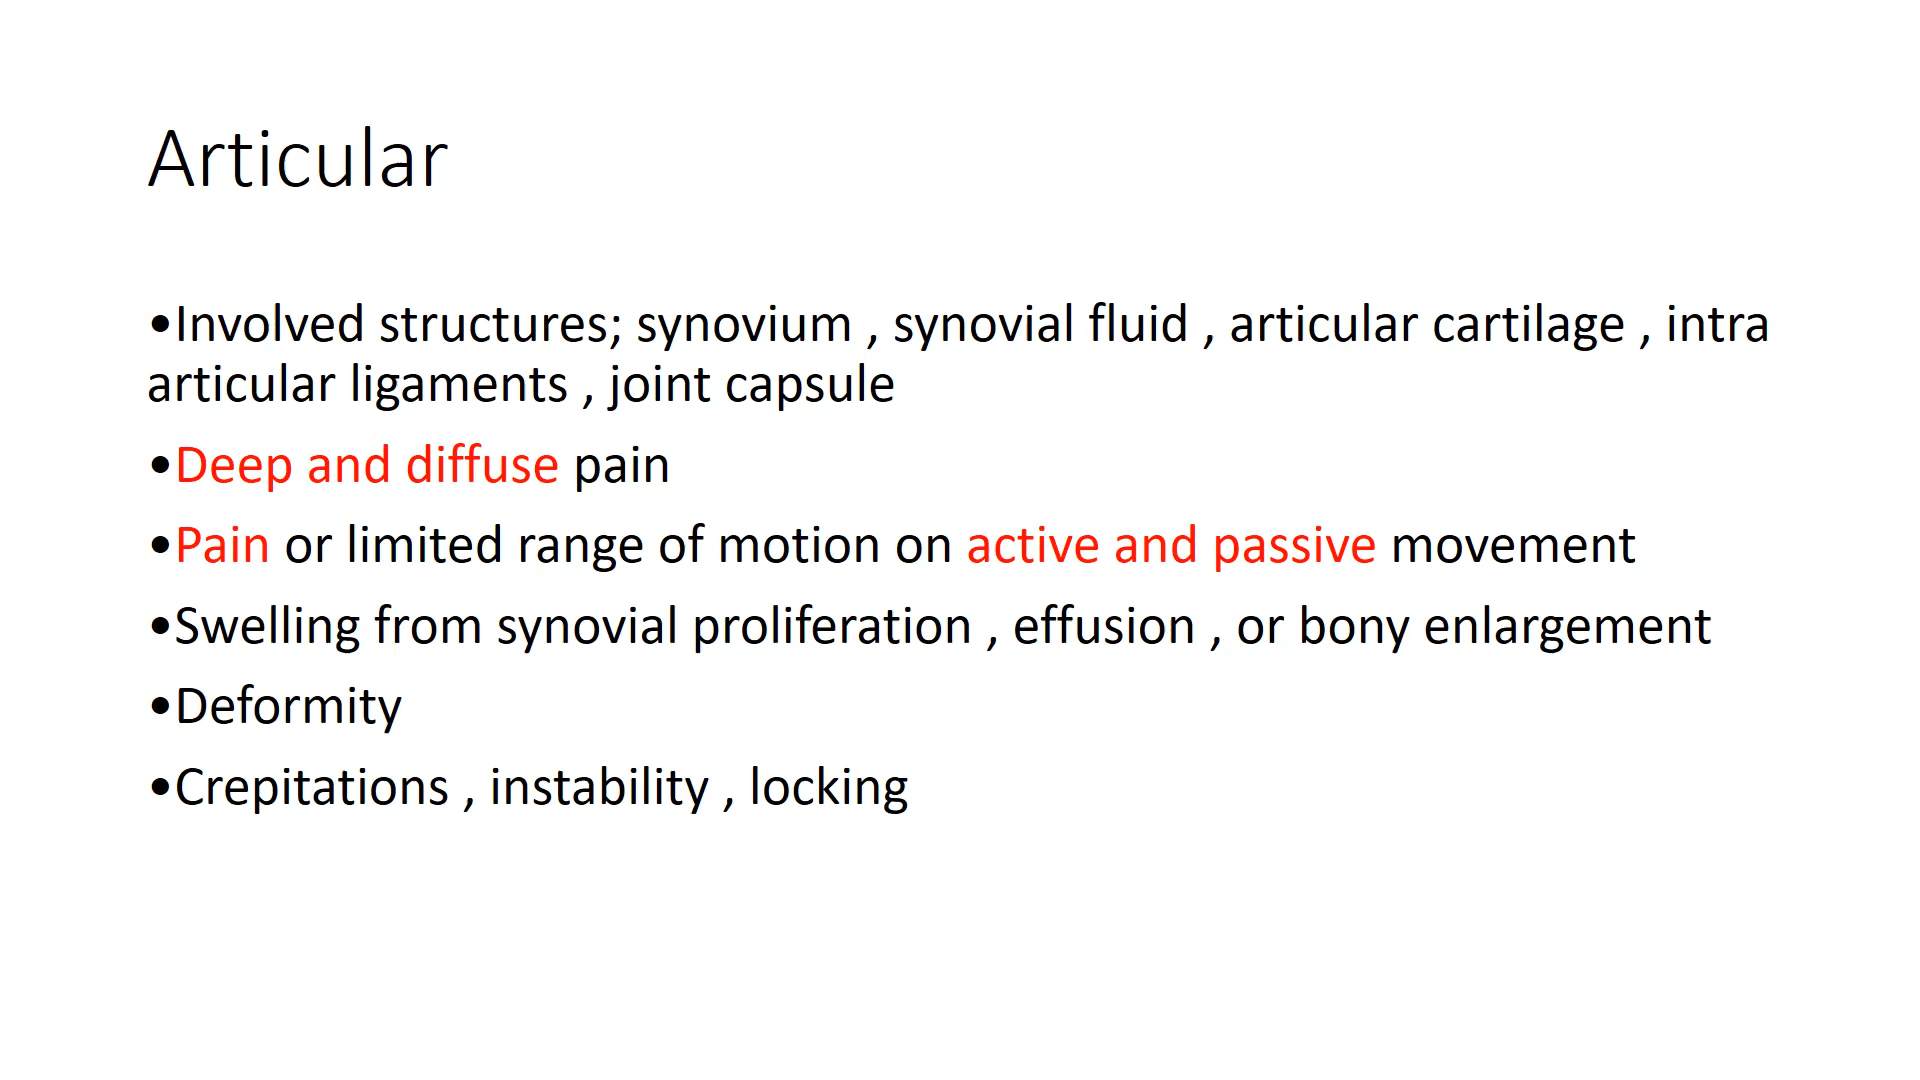 Articular
•Involved structures; synovium , synovial fluid , articular cartilage , intra
articular ligaments , joint capsule
•Deep and diffuse pain
•Pain or limited range of motion on active and passive movement
•Swelling from synovial proliferation , effusion , or bony enlargement
•Deformity
•Crepitations , instability , locking